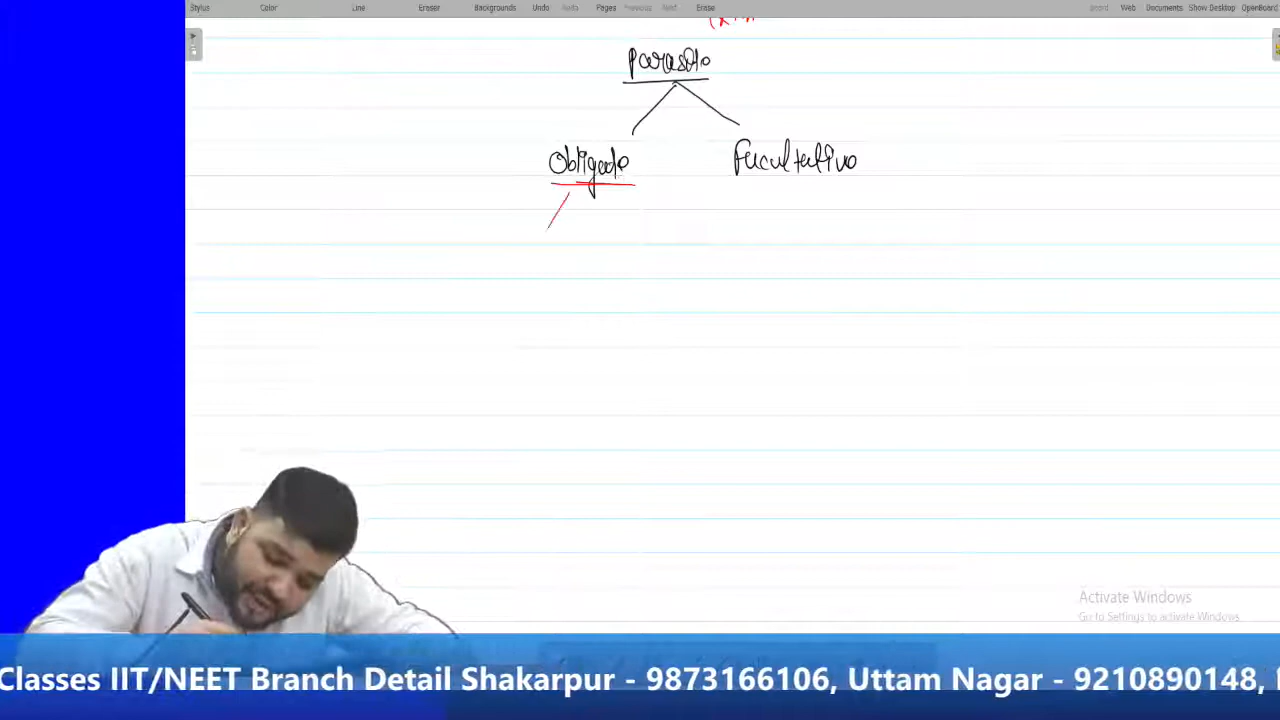 Stylus Color Line Eraser Backgrounds Undo Redo Pages Previous Next Erase Board Web Documents Show Desktop OpenBoard
Parasite
Obligate Facultative
Activate Windows
Go to Settings to activate Windows.
Classes IIT/NEET Branch Detail Shakarpur - 9873166106, Uttam Nagar - 9210890148,